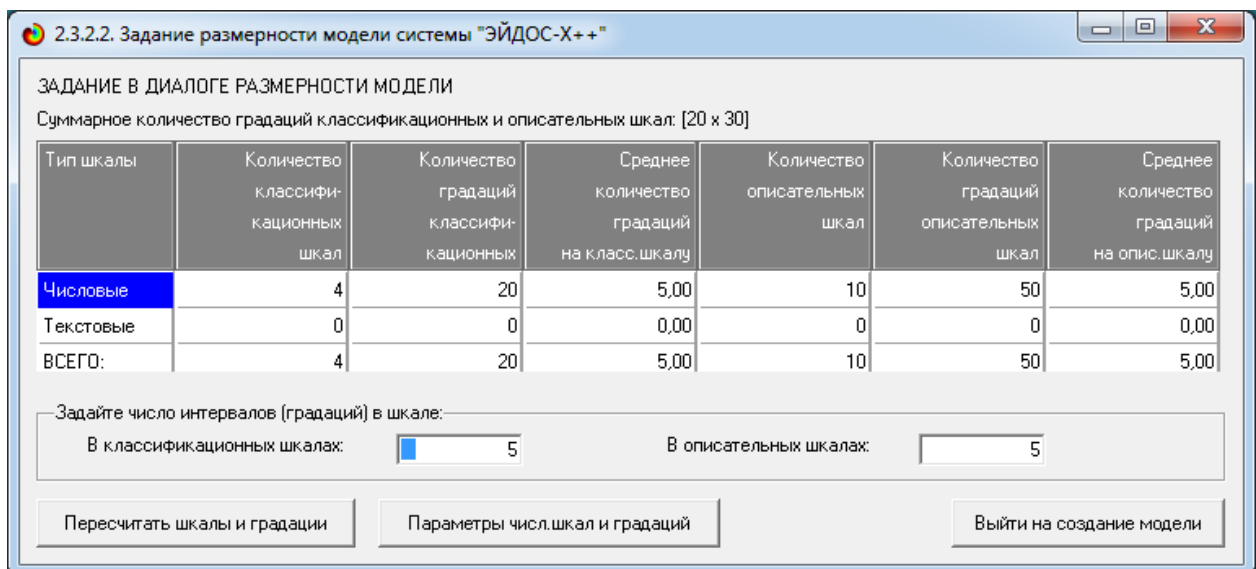 2.3.2.2. Задание размерности модели системы "ЭЙДОС-X++"
ЗАДАНИЕ В ДИАЛОГЕ РАЗМЕРНОСТИ МОДЕЛИ
Суммарное количество градаций классификационных и описательных шкал: [20 x 30]
Тип шкалы Количество Количество Среднее Количество Количество Среднее
классифи- градаций количество описательных градаций количество
кационных классифи- градаций шкал описательных градаций
шкал кационных на класс.шкалу шкал на опис.шкалу
Числовые 4 20 5,00 10 50 5,00
Текстовые 0 0 0,00 0 0 0,00
ВСЕГО: 4 20 5,00 10 50 5,00
Задайте число интервалов (градаций) в шкале:
В классификационных шкалах: 5 В описательных шкалах: 5
Пересчитать шкалы и градации Параметры числ.шкал и градаций Выйти на создание модели